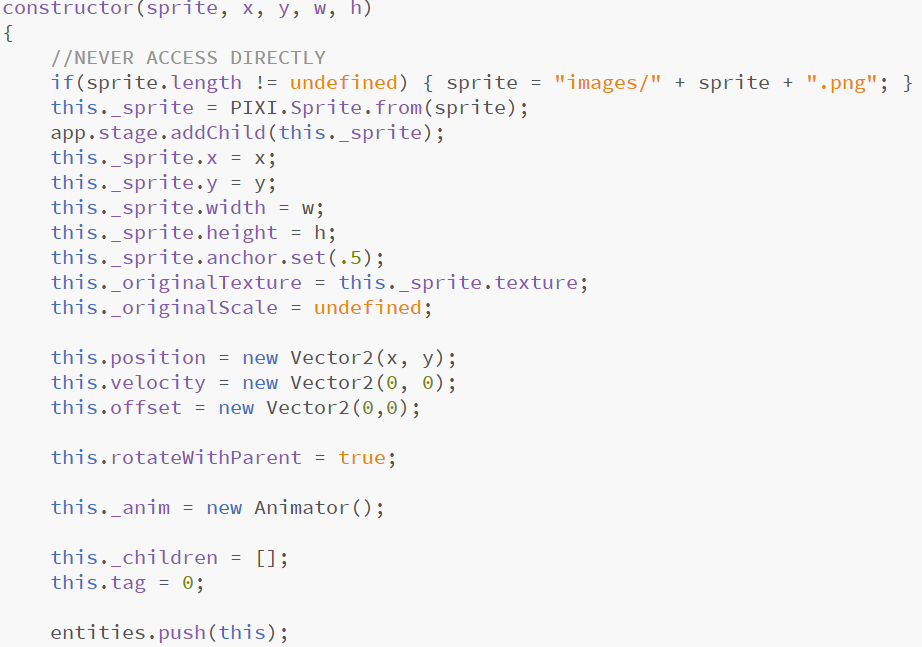 constructor(sprite, x, y, w, h)
{
    //NEVER ACCESS DIRECTLY
    if(sprite.length != undefined) { sprite = "images/" + sprite + ".png"; }
    this._sprite = PIXI.Sprite.from(sprite);
    app.stage.addChild(this._sprite);
    this._sprite.x = x;
    this._sprite.y = y;
    this._sprite.width = w;
    this._sprite.height = h;
    this._sprite.anchor.set(.5);
    this._originalTexture = this._sprite.texture;
    this._originalScale = undefined;

    this.position = new Vector2(x, y);
    this.velocity = new Vector2(0, 0);
    this.offset = new Vector2(0,0);

    this.rotateWithParent = true;

    this._anim = new Animator();

    this._children = [];
    this.tag = 0;

    entities.push(this);